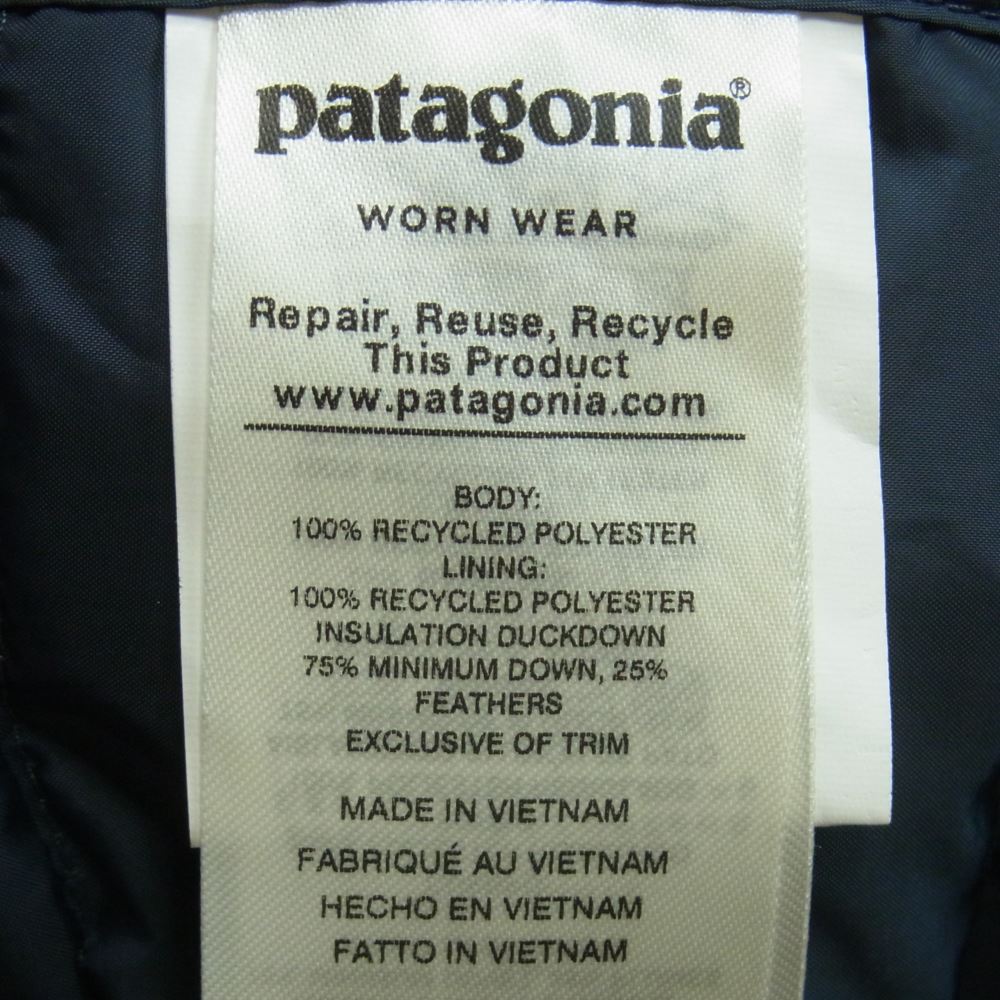 patagonia®
WORN WEAR
Repair, Reuse, Recycle
This Product
www.patagonia.com
BODY:
100% RECYCLED POLYESTER
LINING:
100% RECYCLED POLYESTER
INSULATION DUCKDOWN
75% MINIMUM DOWN, 25%
FEATHERS
EXCLUSIVE OF TRIM
MADE IN VIETNAM
FABRIQUÉ AU VIETNAM
HECHO EN VIETNAM
FATTO IN VIETNAM